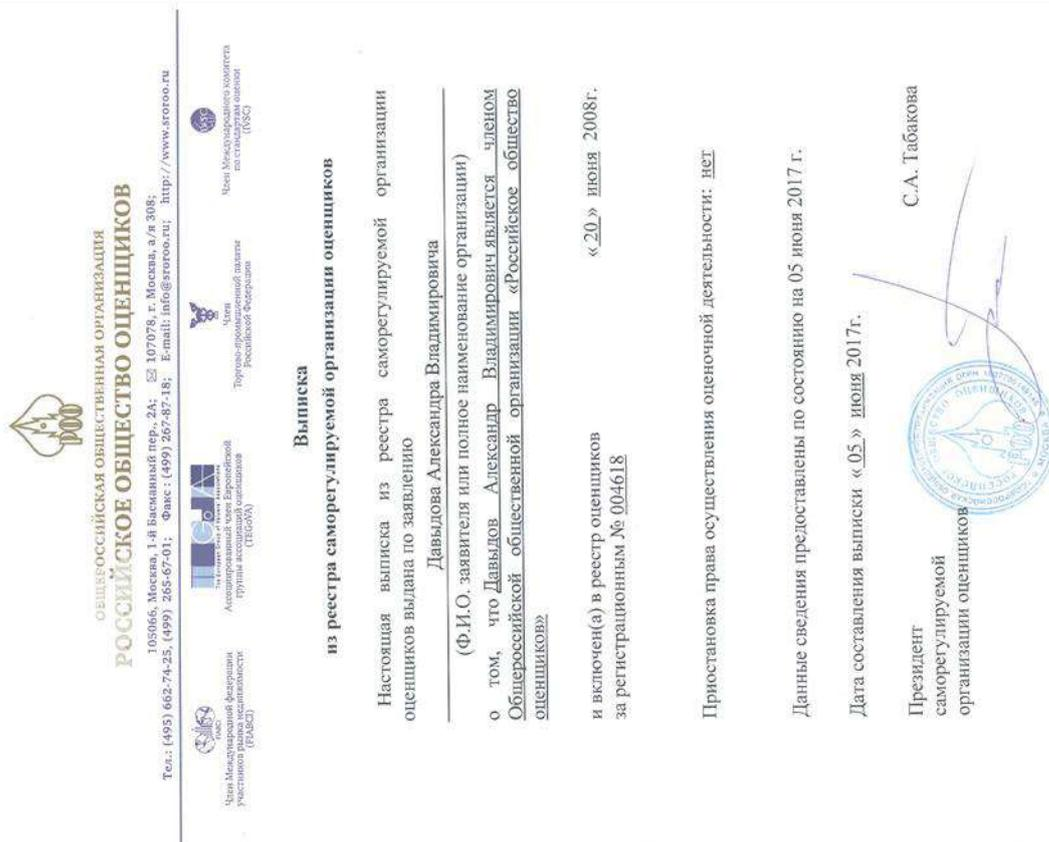 РОО
ОБЩЕРОССИЙСКАЯ ОБЩЕСТВЕННАЯ ОРГАНИЗАЦИЯ
РОССИЙСКОЕ ОБЩЕСТВО ОЦЕНЩИКОВ
105066, Москва, 1-й Басманный пер., 2А; 107078, г. Москва, а/я 308;
Тел.: (495) 662-74-25, (499) 265-67-01; Факс: (499) 267-87-18; E-mail: info@sroroo.ru; http://www.sroroo.ru
FIABCI
Член Международной федерации
участников рынка недвижимости
(FIABCI)
Ассоциированный член Европейской
группы ассоциаций оценщиков
(TEGoVA)
Член
Торгово-промышленной палаты
Российской Федерации
IVSC
Член Международного комитета
по стандартам оценки
(IVSC)
Выписка
из реестра саморегулируемой организации оценщиков
Настоящая выписка из реестра саморегулируемой организации
оценщиков выдана по заявлению
Давыдова Александра Владимировича
(Ф.И.О. заявителя или полное наименование организации)
о том, что Давыдов Александр Владимирович является членом
Общероссийской общественной организации «Российское общество
оценщиков»
и включен(а) в реестр оценщиков «20» июня 2008г.
за регистрационным № 004618
Приостановка права осуществления оценочной деятельности: нет
Данные сведения предоставлены по состоянию на 05 июня 2017 г.
Дата составления выписки «05» июня 2017г.
Президент
саморегулируемой
организации оценщиков С.А. Табакова